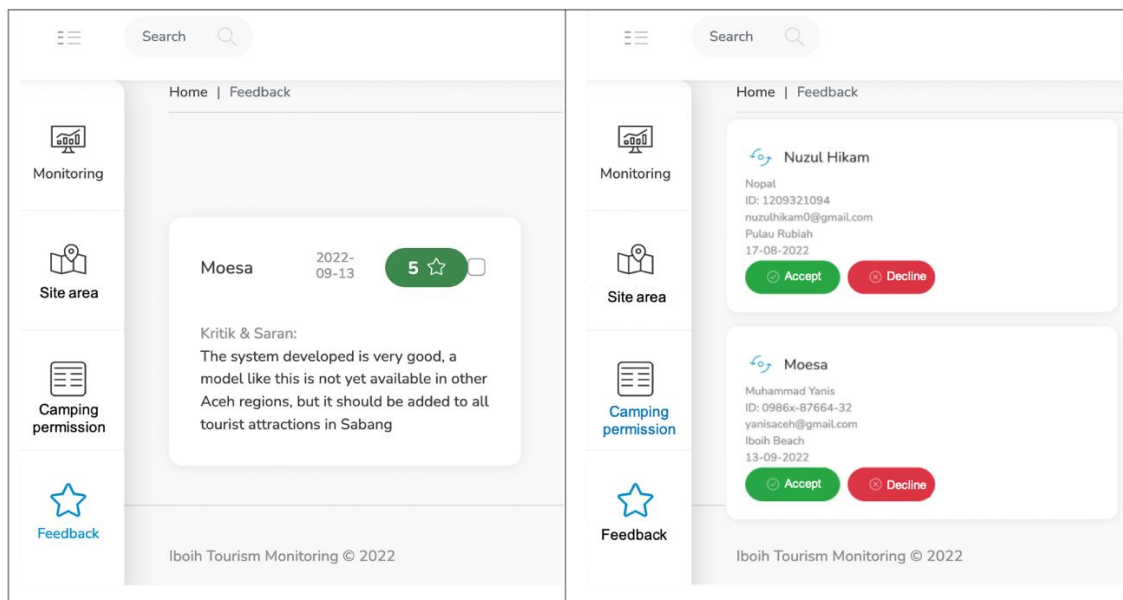 Search
Home | Feedback
Monitoring
Site area
Camping
permission
Feedback
Moesa
2022-
09-13
5
Kritik & Saran:
The system developed is very good, a
model like this is not yet available in other
Aceh regions, but it should be added to all
tourist attractions in Sabang
Iboih Tourism Monitoring © 2022
Search
Home | Feedback
Monitoring
Site area
Camping
permission
Feedback
Nuzul Hikam
Nopal
ID: 1209321094
nuzulhikam0@gmail.com
Pulau Rubiah
17-08-2022
Accept
Decline
Moesa
Muhammad Yanis
ID: 0986x-87664-32
yanisaceh@gmail.com
Iboih Beach
13-09-2022
Accept
Decline
Iboih Tourism Monitoring © 2022